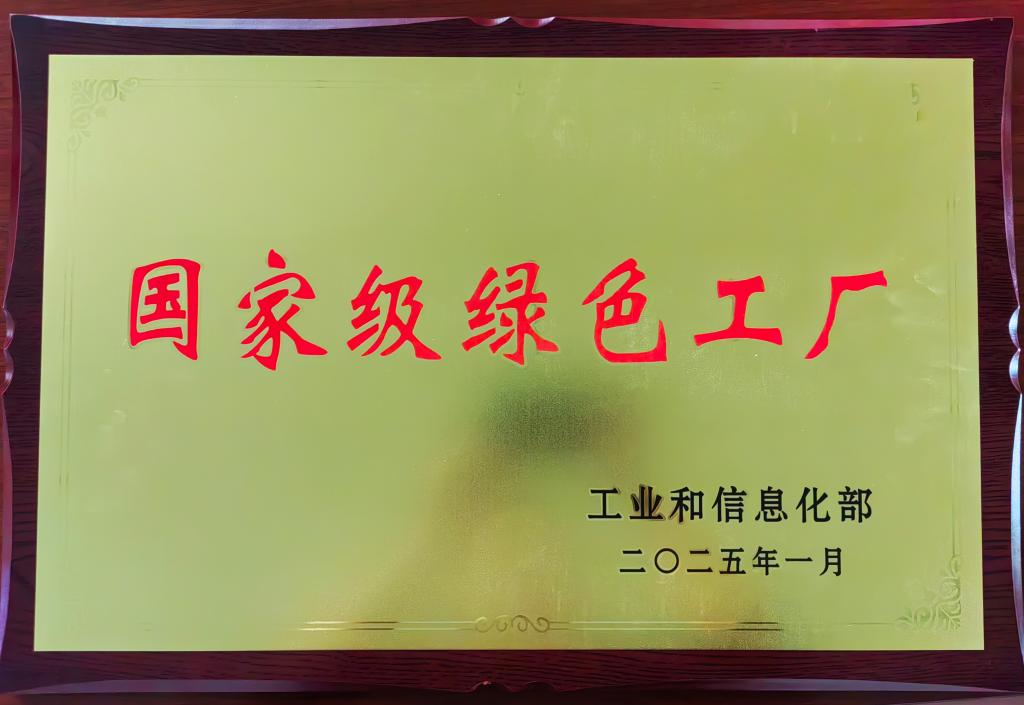 国家级绿色工厂
工业和信息化部
二〇二五年一月